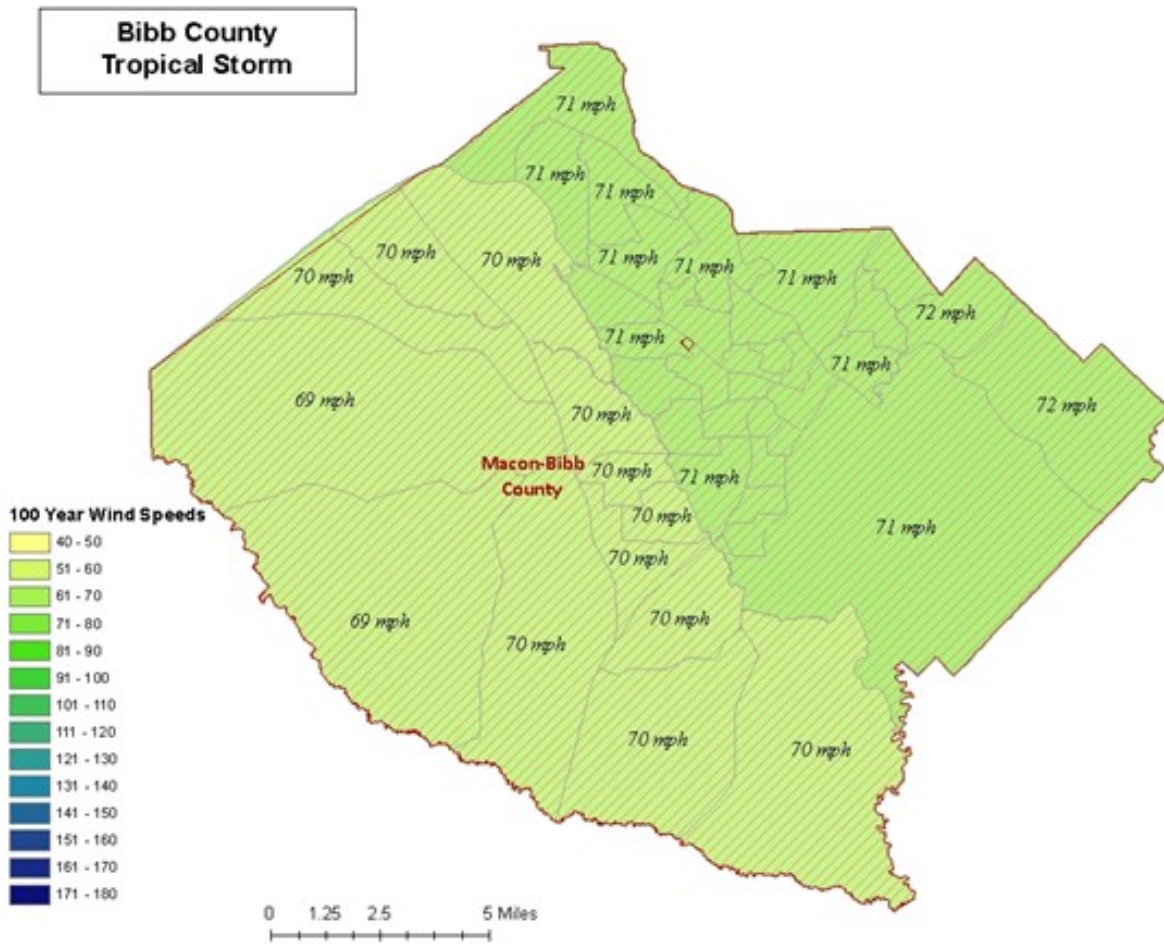 Bibb County
Tropical Storm
71 mph
71 mph
71 mph
70 mph
70 mph
71 mph
71 mph
70 mph
71 mph
72 mph
71 mph
71 mph
69 mph
70 mph
72 mph
Macon-Bibb
County
70 mph
71 mph
70 mph
71 mph
70 mph
69 mph
70 mph
70 mph
70 mph
70 mph
100 Year Wind Speeds
40 - 50
51 - 60
61 - 70
71 - 80
81 - 90
91 - 100
101 - 110
111 - 120
121 - 130
131 - 140
141 - 150
151 - 160
161 - 170
171 - 180
0 1.25 2.5 5 Miles